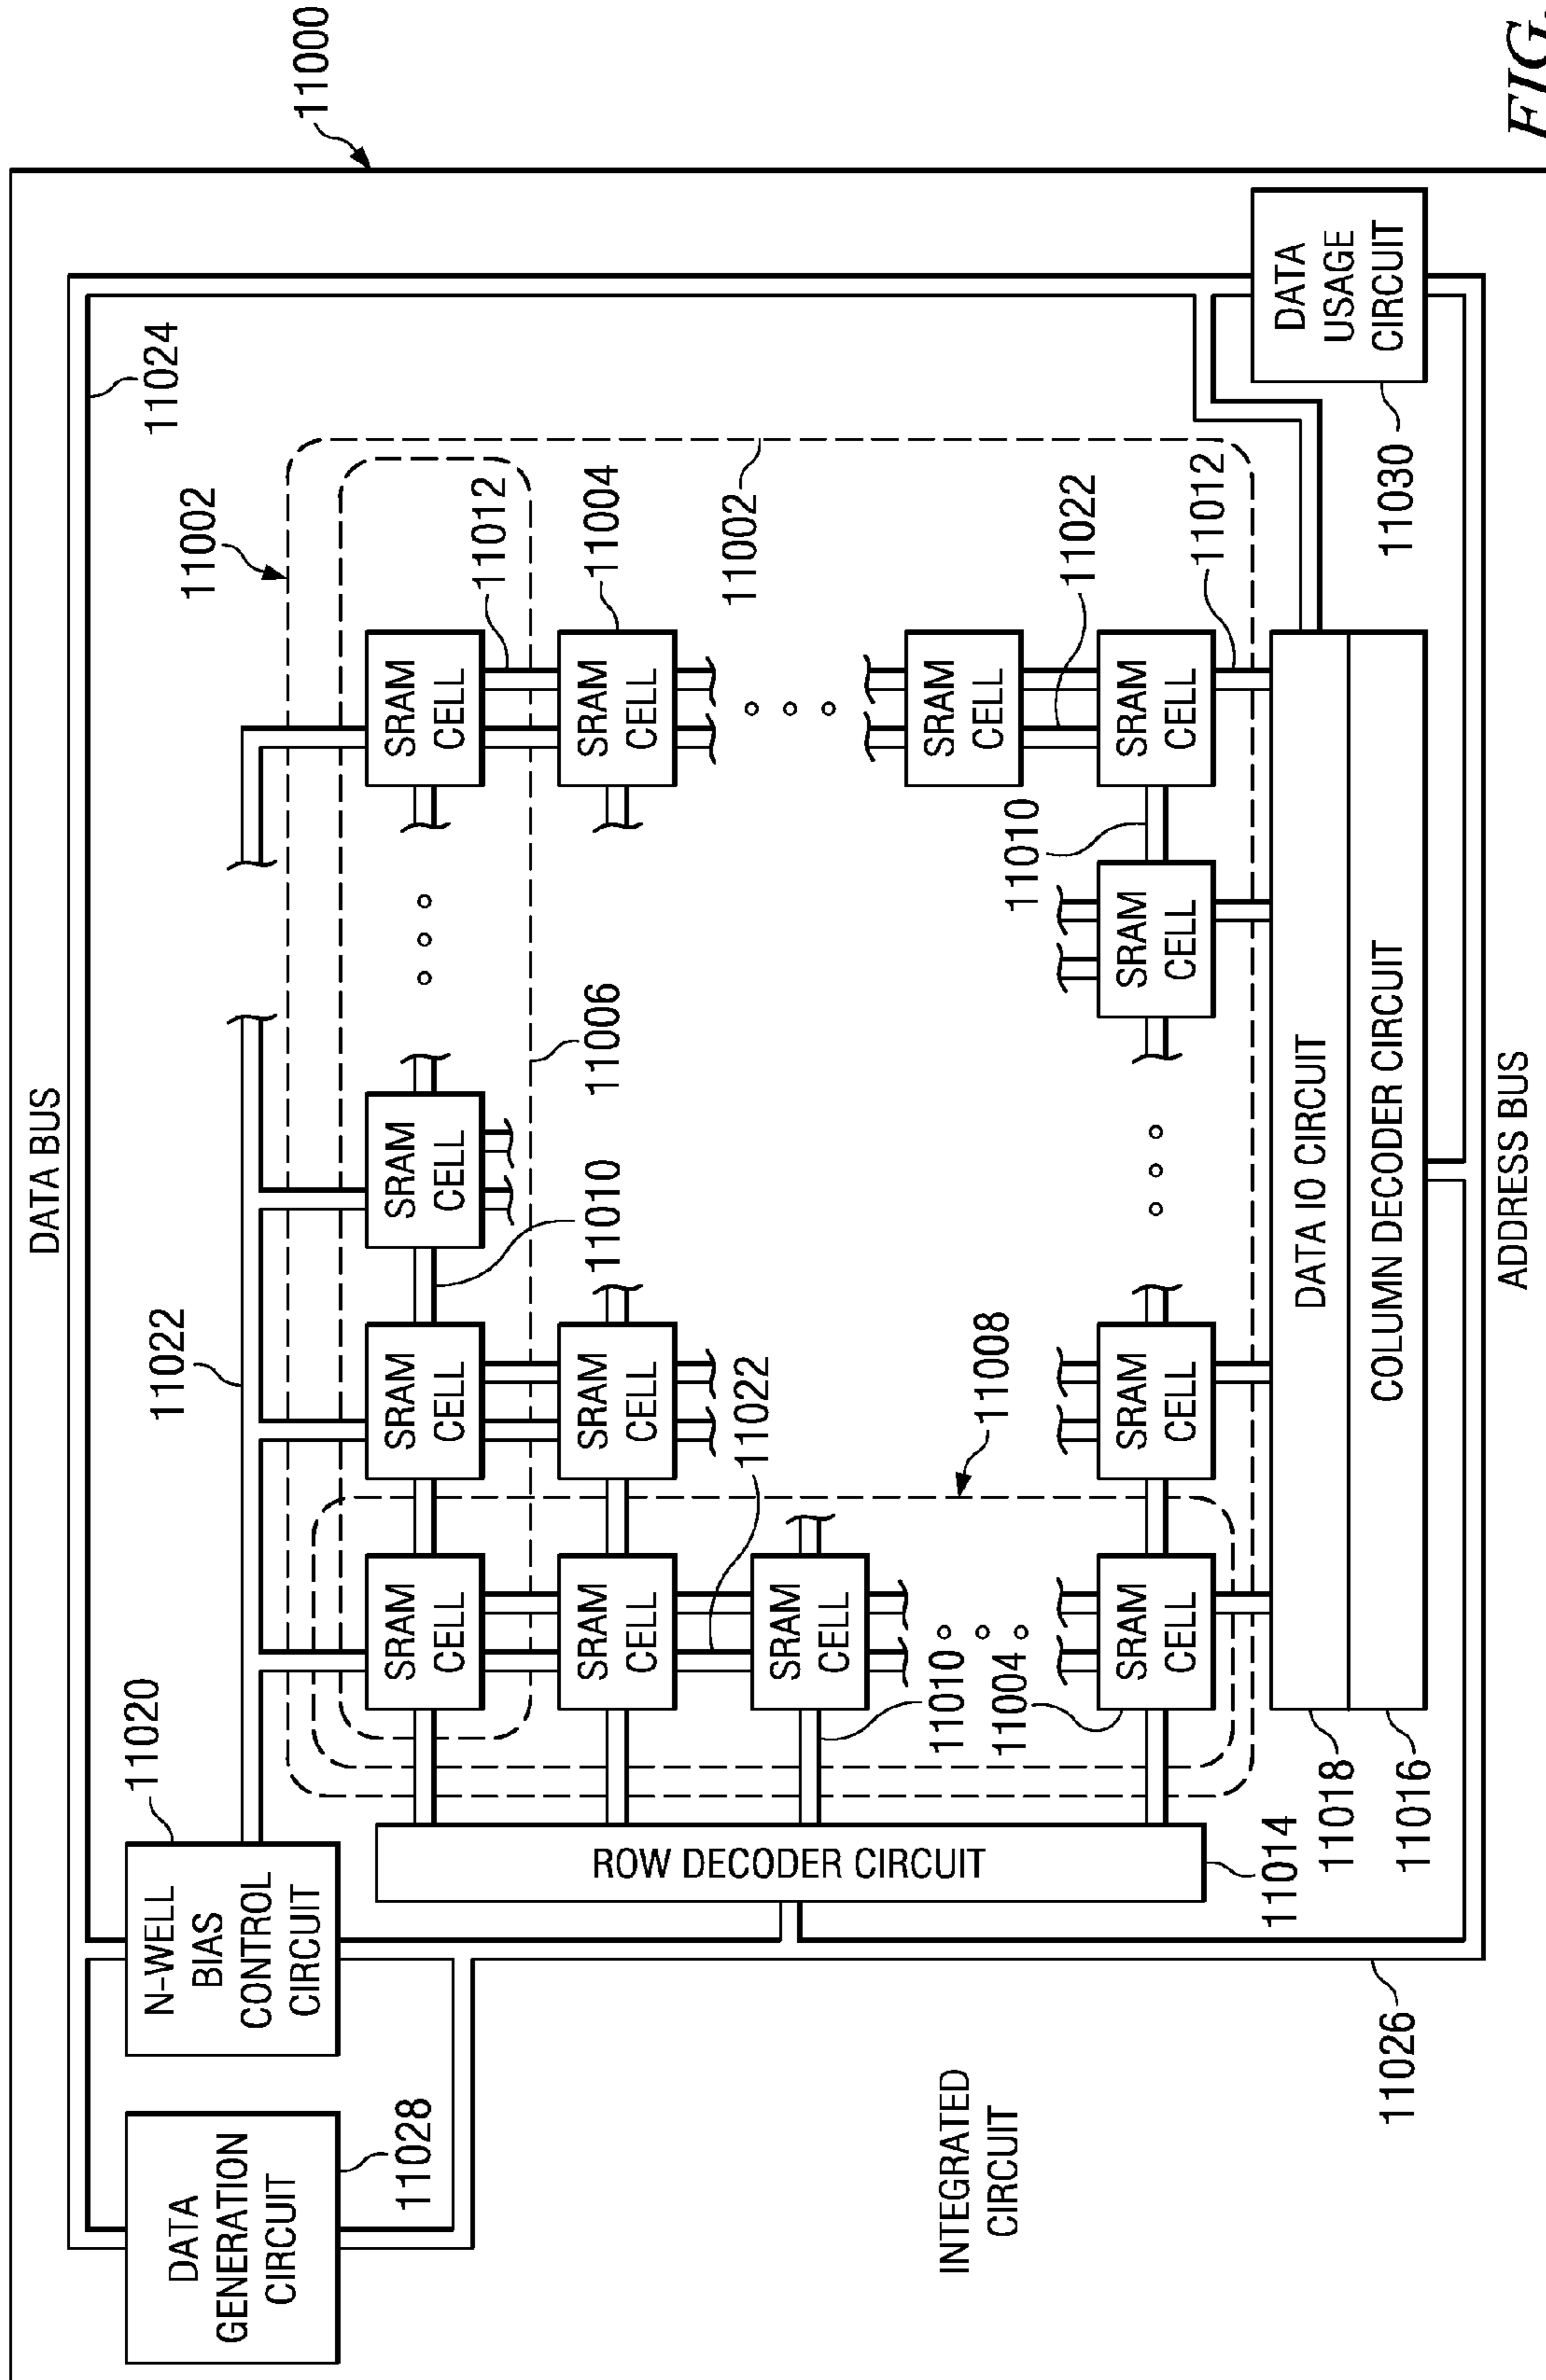 DATA BUS
DATA
GENERATION
CIRCUIT
11028
N-WELL
BIAS
CONTROL
CIRCUIT
11020
11022
11024
11002
11000
SRAM
CELL
SRAM
CELL
SRAM
CELL
SRAM
CELL
11010
11006
11012
SRAM
CELL
SRAM
CELL
SRAM
CELL
11004
11022
11002
ROW DECODER CIRCUIT
SRAM
CELL
11010
11004
11008
SRAM
CELL
11010
11022
SRAM
CELL
SRAM
CELL
SRAM
CELL
SRAM
CELL
11012
INTEGRATED
CIRCUIT
11014
11018
11016
DATA IO CIRCUIT
COLUMN DECODER CIRCUIT
DATA
USAGE
CIRCUIT
11030
11026
ADDRESS BUS
FIG.